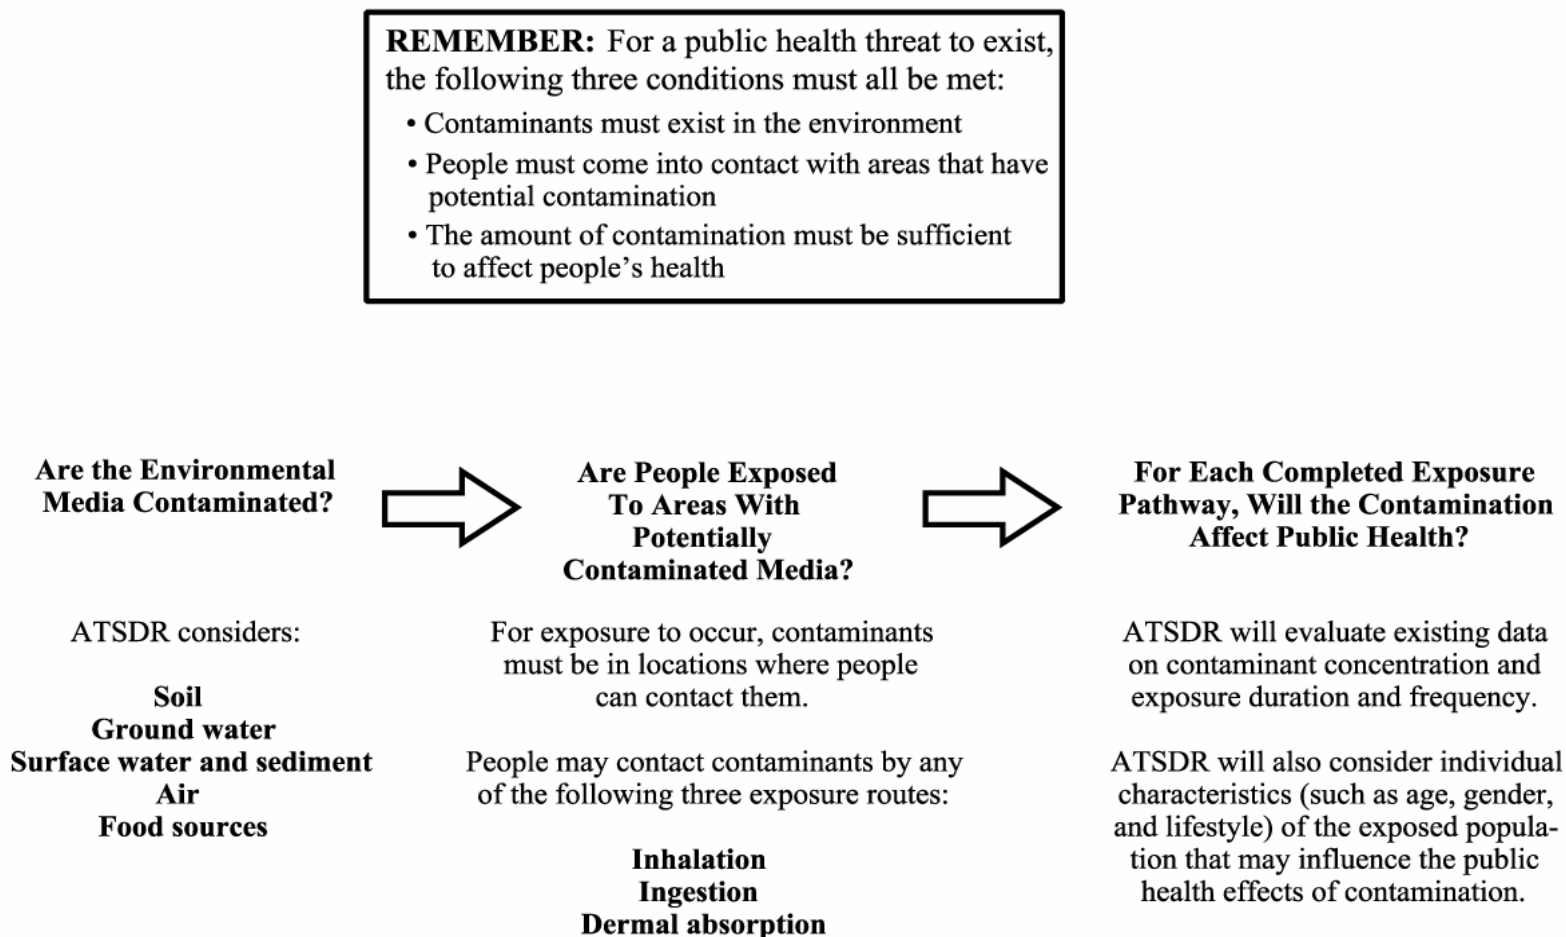 REMEMBER: For a public health threat to exist,
the following three conditions must all be met:
• Contaminants must exist in the environment
• People must come into contact with areas that have
potential contamination
• The amount of contamination must be sufficient
to affect people’s health
Are the Environmental
Media Contaminated?
ATSDR considers:
Soil
Ground water
Surface water and sediment
Air
Food sources
Are People Exposed
To Areas With
Potentially
Contaminated Media?
For exposure to occur, contaminants
must be in locations where people
can contact them.
People may contact contaminants by any
of the following three exposure routes:
Inhalation
Ingestion
Dermal absorption
For Each Completed Exposure
Pathway, Will the Contamination
Affect Public Health?
ATSDR will evaluate existing data
on contaminant concentration and
exposure duration and frequency.
ATSDR will also consider individual
characteristics (such as age, gender,
and lifestyle) of the exposed popula-
tion that may influence the public
health effects of contamination.